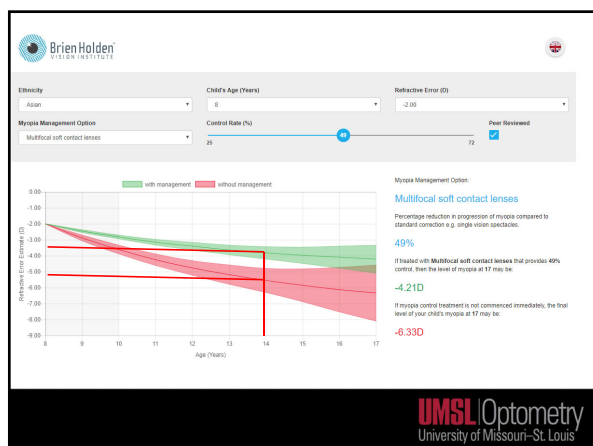 Brien Holden
VISION INSTITUTE
Ethnicity
Child's Age (Years)
Refractive Error (D)
Asian
8
-2.00
Myopia Management Option
Control Rate (%)
Peer Reviewed
Multifocal soft contact lenses
49
25
72
with management
without management
0.00
-1.00
-2.00
-3.00
-4.00
-5.00
-6.00
-7.00
-8.00
-9.00
Refractive Error Estimate (D)
8 9 10 11 12 13 14 15 16 17
Age (Years)
Myopia Management Option:
Multifocal soft contact lenses
Percentage reduction in progression of myopia compared to
standard correction e.g. single vision spectacles.
49%
If treated with Multifocal soft contact lenses that provides 49%
control, then the level of myopia at 17 may be:
-4.21D
If myopia control treatment is not commenced immediately, the final
level of your child's myopia at 17 may be:
-6.33D
UMSL Optometry
University of Missouri–St. Louis